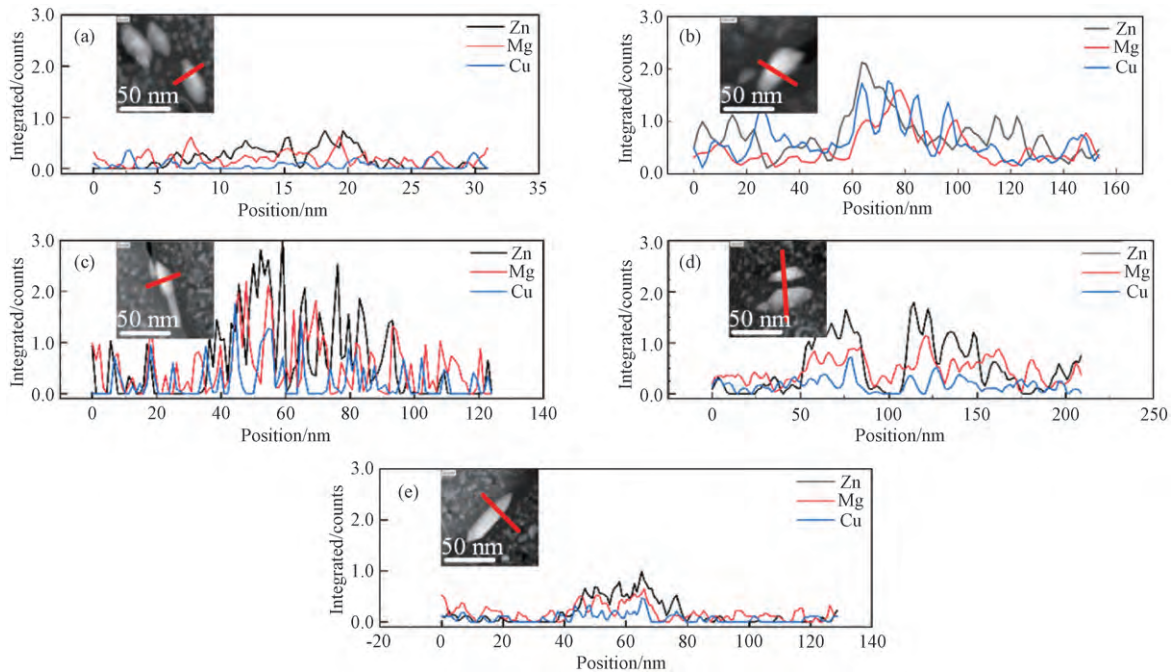 (a)
50 nm
Zn
Mg
Cu
Integrated/counts
3.0
2.0
1.0
0.0
0
5
10
15
20
25
30
35
Position/nm
(b)
50 nm
Zn
Mg
Cu
Integrated/counts
3.0
2.0
1.0
0.0
0
20
40
60
80
100
120
140
160
Position/nm
(c)
50 nm
Zn
Mg
Cu
Integrated/counts
3.0
2.0
1.0
0.0
0
20
40
60
80
100
120
140
Position/nm
(d)
50 nm
Zn
Mg
Cu
Integrated/counts
3.0
2.0
1.0
0.0
0
50
100
150
200
250
Position/nm
(e)
50 nm
Zn
Mg
Cu
Integrated/counts
3.0
2.0
1.0
0.0
-20
0
20
40
60
80
100
120
140
Position/nm